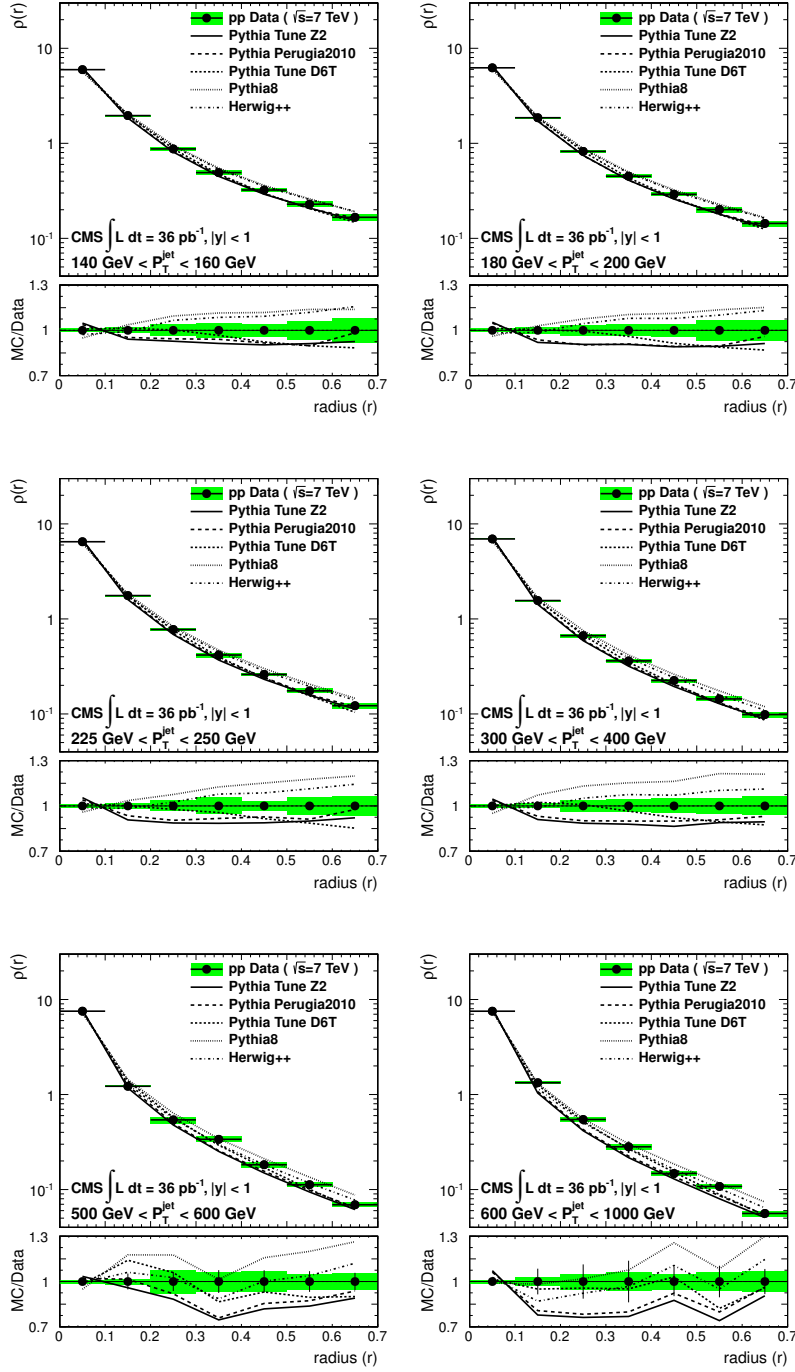 ρ(r)
10
1
10⁻¹
pp Data ( √s=7 TeV )
Pythia Tune Z2
Pythia Perugia2010
Pythia Tune D6T
Pythia8
Herwig++
CMS ∫ L dt = 36 pb⁻¹, |y| < 1
140 GeV < P_T^jet < 160 GeV
MC/Data
1.3
1
0.7
0 0.1 0.2 0.3 0.4 0.5 0.6 0.7
radius (r)
ρ(r)
10
1
10⁻¹
pp Data ( √s=7 TeV )
Pythia Tune Z2
Pythia Perugia2010
Pythia Tune D6T
Pythia8
Herwig++
CMS ∫ L dt = 36 pb⁻¹, |y| < 1
180 GeV < P_T^jet < 200 GeV
MC/Data
1.3
1
0.7
0 0.1 0.2 0.3 0.4 0.5 0.6 0.7
radius (r)
ρ(r)
10
1
10⁻¹
pp Data ( √s=7 TeV )
Pythia Tune Z2
Pythia Perugia2010
Pythia Tune D6T
Pythia8
Herwig++
CMS ∫ L dt = 36 pb⁻¹, |y| < 1
225 GeV < P_T^jet < 250 GeV
MC/Data
1.3
1
0.7
0 0.1 0.2 0.3 0.4 0.5 0.6 0.7
radius (r)
ρ(r)
10
1
10⁻¹
pp Data ( √s=7 TeV )
Pythia Tune Z2
Pythia Perugia2010
Pythia Tune D6T
Pythia8
Herwig++
CMS ∫ L dt = 36 pb⁻¹, |y| < 1
300 GeV < P_T^jet < 400 GeV
MC/Data
1.3
1
0.7
0 0.1 0.2 0.3 0.4 0.5 0.6 0.7
radius (r)
ρ(r)
10
1
10⁻¹
pp Data ( √s=7 TeV )
Pythia Tune Z2
Pythia Perugia2010
Pythia Tune D6T
Pythia8
Herwig++
CMS ∫ L dt = 36 pb⁻¹, |y| < 1
500 GeV < P_T^jet < 600 GeV
MC/Data
1.3
1
0.7
0 0.1 0.2 0.3 0.4 0.5 0.6 0.7
radius (r)
ρ(r)
10
1
10⁻¹
pp Data ( √s=7 TeV )
Pythia Tune Z2
Pythia Perugia2010
Pythia Tune D6T
Pythia8
Herwig++
CMS ∫ L dt = 36 pb⁻¹, |y| < 1
600 GeV < P_T^jet < 1000 GeV
MC/Data
1.3
1
0.7
0 0.1 0.2 0.3 0.4 0.5 0.6 0.7
radius (r)